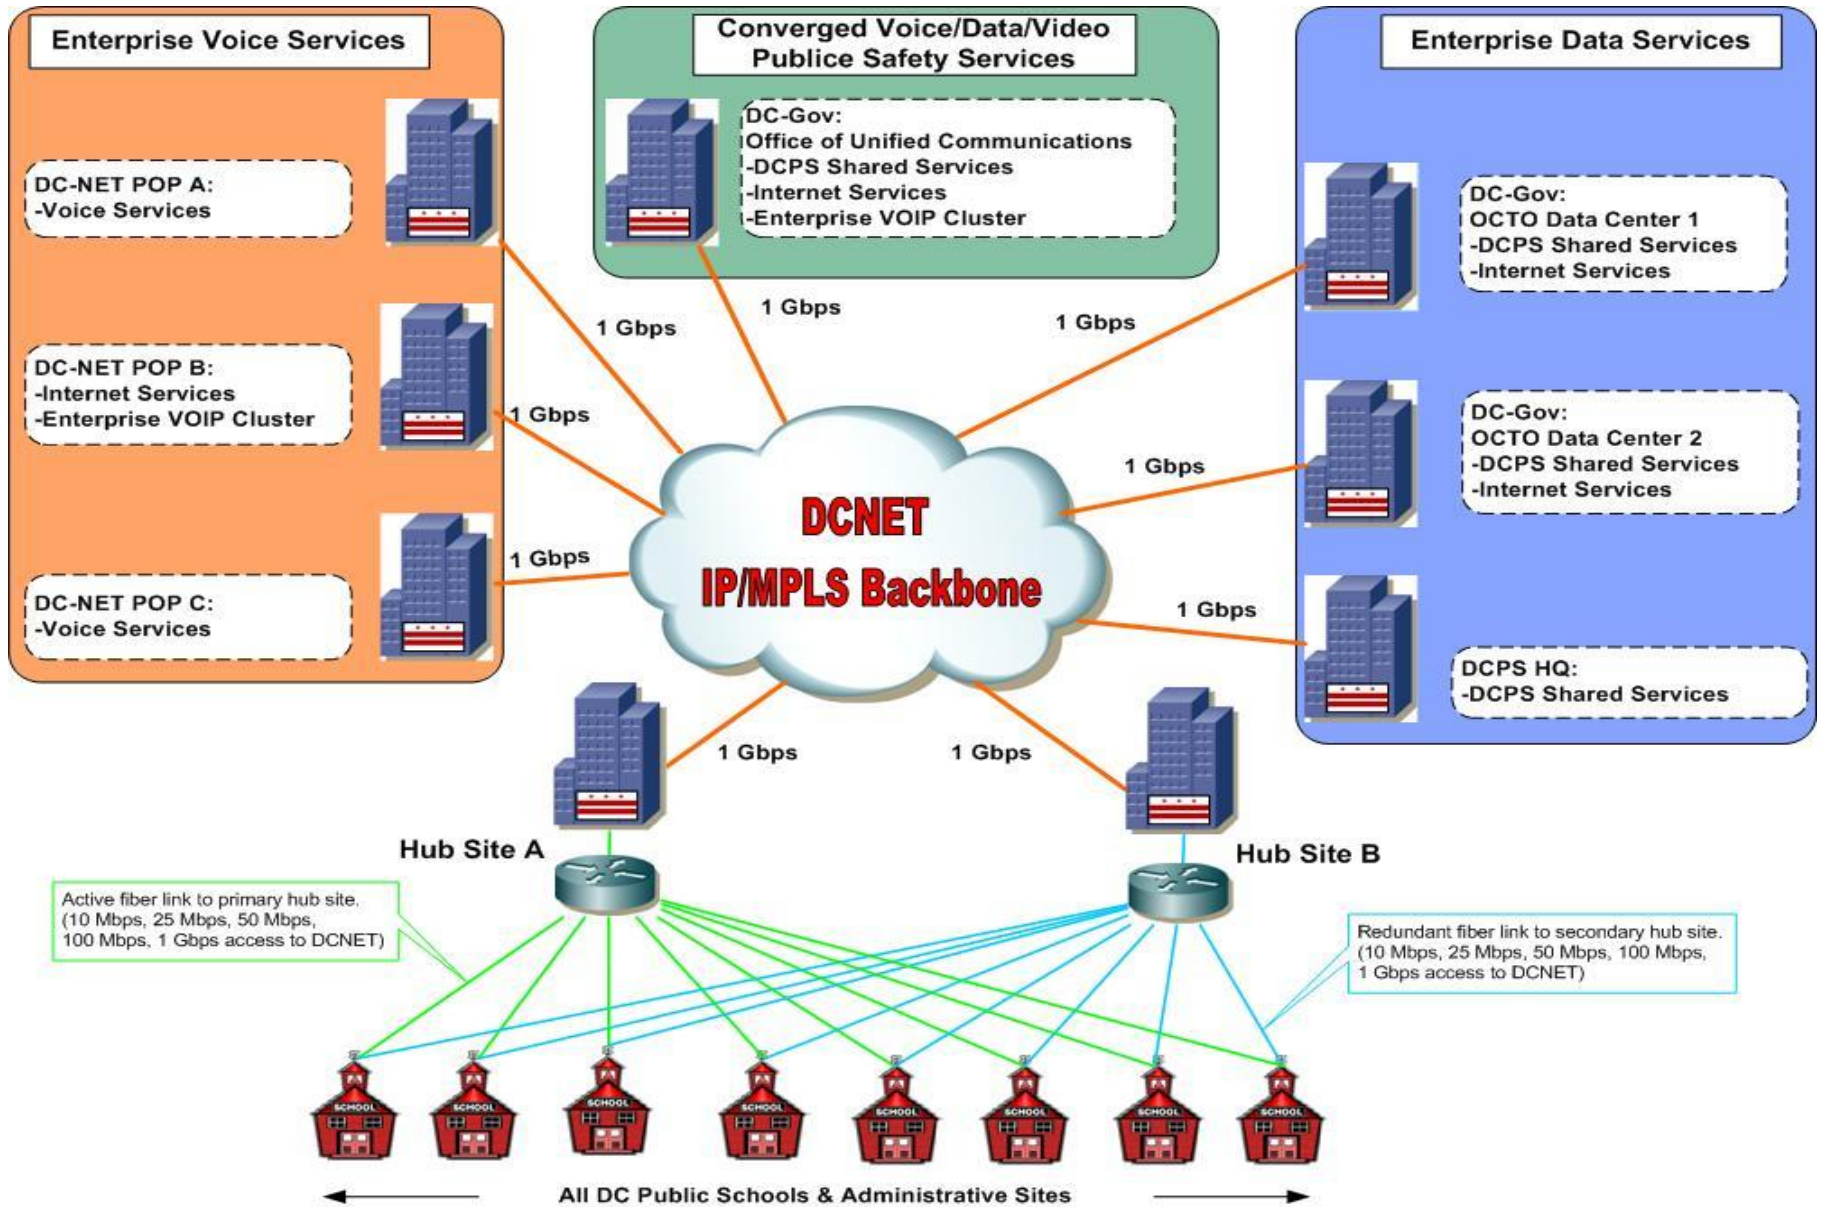 Enterprise Voice Services
DC-NET POP A:
-Voice Services
DC-NET POP B:
-Internet Services
-Enterprise VOIP Cluster
DC-NET POP C:
-Voice Services
Converged Voice/Data/Video
Publice Safety Services
DC-Gov:
Office of Unified Communications
-DCPS Shared Services
-Internet Services
-Enterprise VOIP Cluster
Enterprise Data Services
DC-Gov:
OCTO Data Center 1
-DCPS Shared Services
-Internet Services
DC-Gov:
OCTO Data Center 2
-DCPS Shared Services
-Internet Services
DCPS HQ:
-DCPS Shared Services
1 Gbps
1 Gbps
1 Gbps
1 Gbps
1 Gbps
1 Gbps
1 Gbps
DCNET
IP/MPLS Backbone
1 Gbps
1 Gbps
Hub Site A
Hub Site B
Active fiber link to primary hub site.
(10 Mbps, 25 Mbps, 50 Mbps,
100 Mbps, 1 Gbps access to DCNET)
Redundant fiber link to secondary hub site.
(10 Mbps, 25 Mbps, 50 Mbps, 100 Mbps,
1 Gbps access to DCNET)
SCHOOL
SCHOOL
SCHOOL
SCHOOL
SCHOOL
SCHOOL
SCHOOL
SCHOOL
All DC Public Schools & Administrative Sites